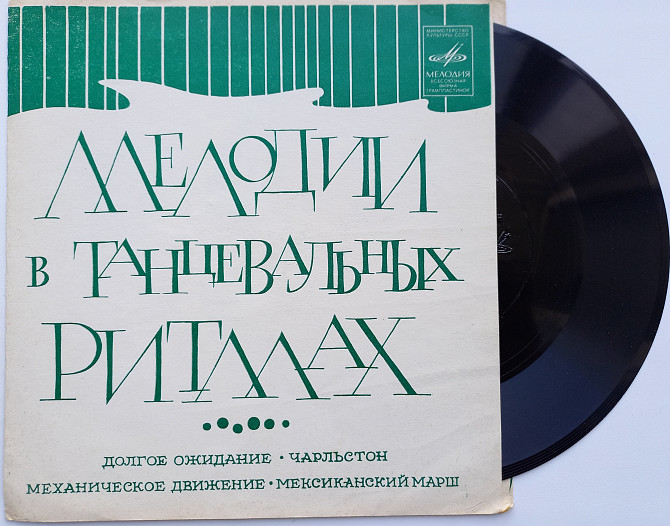 МИНИСТЕРСТВО
КУЛЬТУРЫ СССР
МЕЛОДИЯ
ВСЕСОЮЗНАЯ
ФИРМА
ГРАМПЛАСТИНОК
МЕЛОДИИ
В ТАНЦЕВАЛЬНЫХ
РИТМАХ
ДОЛГОЕ ОЖИДАНИЕ • ЧАРЛЬСТОН
МЕХАНИЧЕСКОЕ ДВИЖЕНИЕ • МЕКСИКАНСКИЙ МАРШ